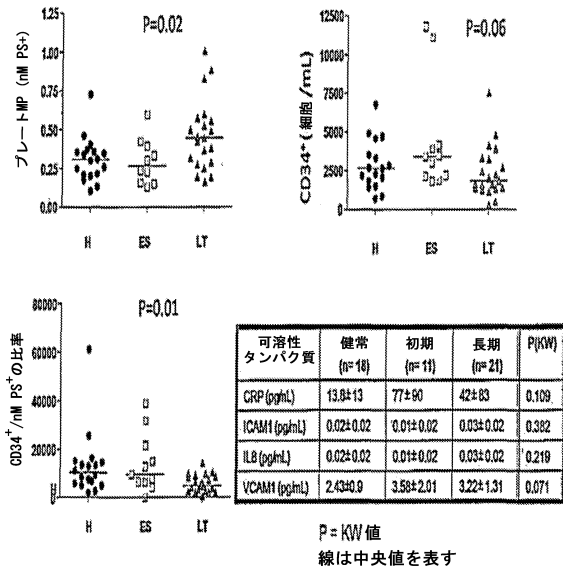 P=0.02
プレートMP (nM PS+)
1.25
1.00
0.75
0.50
0.25
0.00
H ES LT
P=0.06
CD34+(細胞/mL)
12500
10000
7500
5000
2500
0
H ES LT
P=0.01
CD34+/nM PS+の比率
80000
60000
40000
20000
0
H ES LT
可溶性タンパク質 健常 (n=18) 初期 (n=11) 長期 (n=21) P(KW)
CRP(pg/mL) 13.8±13 77±90 42±83 0.109
ICAM1(pg/mL) 0.02±0.02 0.01±0.02 0.03±0.02 0.382
IL8(pg/mL) 0.02±0.02 0.01±0.02 0.03±0.02 0.219
VCAM1(pg/mL) 2.43±0.9 3.58±2.01 3.22±1.31 0.071
P = KW値
線は中央値を表す